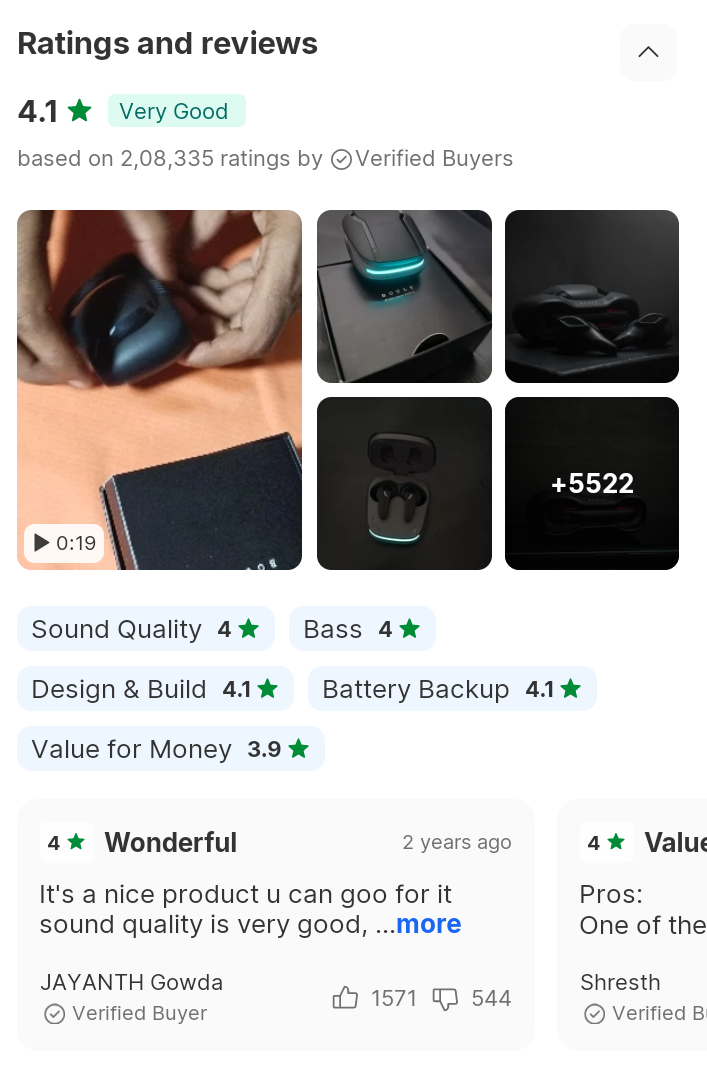 Ratings and reviews
4.1 Very Good
based on 2,08,335 ratings by Verified Buyers
BOULT
0:19
+5522
Sound Quality 4 Bass 4
Design & Build 4.1 Battery Backup 4.1
Value for Money 3.9
4 Wonderful 2 years ago
It's a nice product u can goo for it
sound quality is very good, ...more
JAYANTH Gowda
Verified Buyer 1571 544
4 Value
Pros:
One of the
Shresth
Verified B